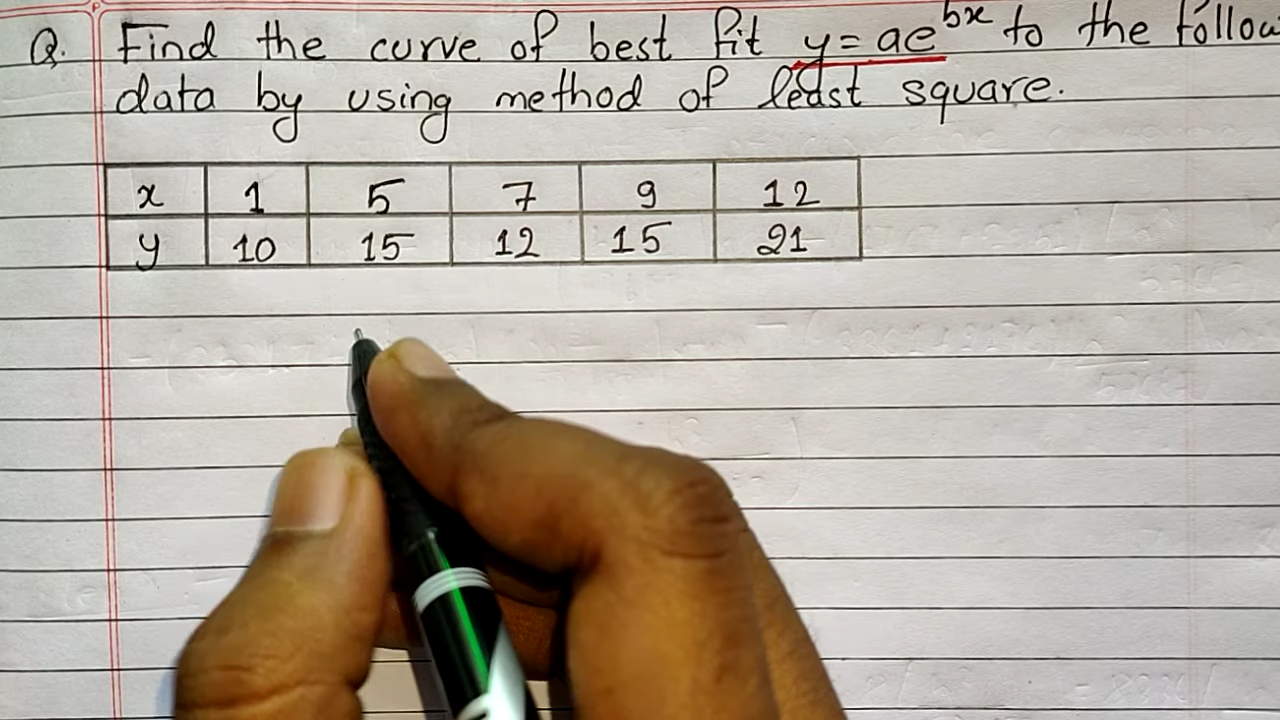 Q. Find the curve of best fit y = ae^bx to the follow
data by using method of least square.
x 1 5 7 9 12
y 10 15 12 15 21